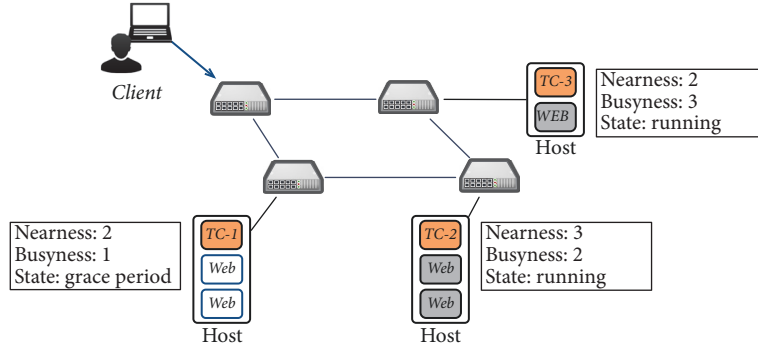 Client
TC-3
WEB
Host
Nearness: 2
Busyness: 3
State: running
Nearness: 2
Busyness: 1
State: grace period
TC-1
Web
Web
Host
TC-2
Web
Web
Host
Nearness: 3
Busyness: 2
State: running